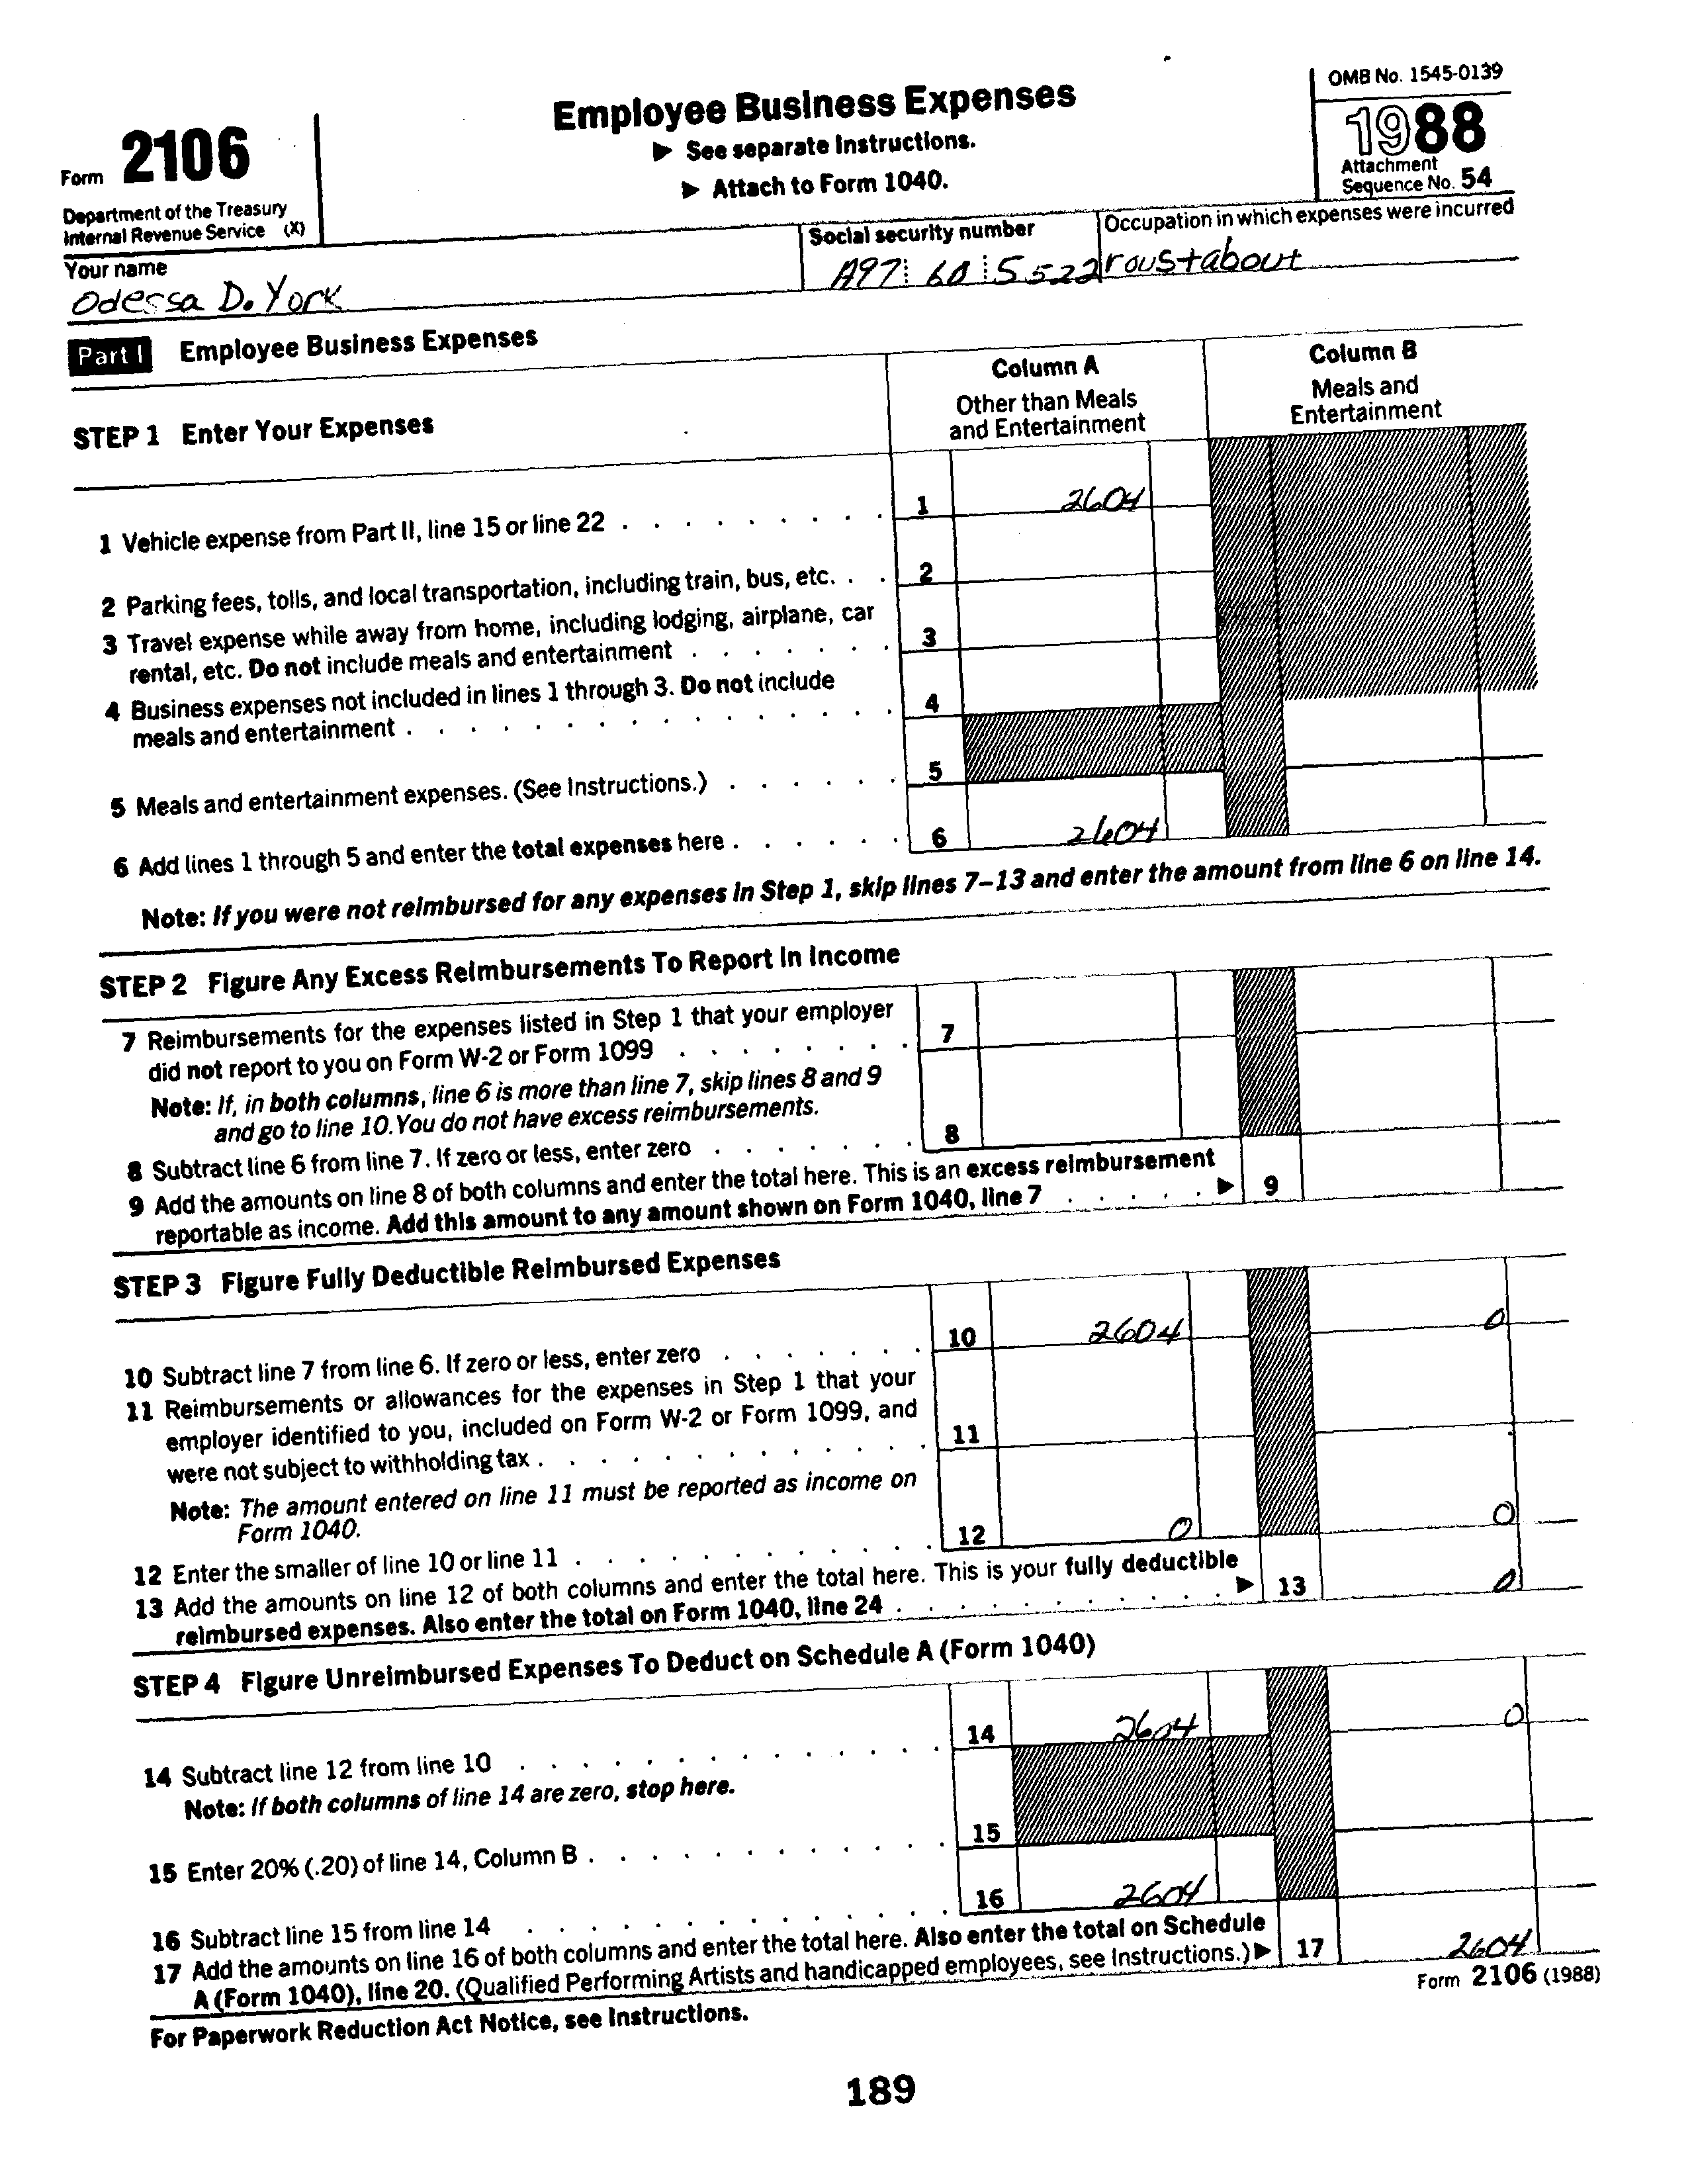 Form 2106
Department of the Treasury
Internal Revenue Service (X)
Employee Business Expenses
▶ See separate Instructions.
▶ Attach to Form 1040.
OMB No. 1545-0139
1988
Attachment
Sequence No. 54
Your name
Odessa D. York
Social security number
A97 60 5522
Occupation in which expenses were incurred
roustabout
Part I Employee Business Expenses
STEP 1 Enter Your Expenses
Column A
Other than Meals
and Entertainment
Column B
Meals and
Entertainment
1 Vehicle expense from Part II, line 15 or line 22 . . . . . . . . . 1 2604
2 Parking fees, tolls, and local transportation, including train, bus, etc. . . 2
3 Travel expense while away from home, including lodging, airplane, car
rental, etc. Do not include meals and entertainment . . . . . . . 3
4 Business expenses not included in lines 1 through 3. Do not include
meals and entertainment . . . . . . . . . . . . . . . 4
5 Meals and entertainment expenses. (See Instructions.) . . . . . . 5
6 Add lines 1 through 5 and enter the total expenses here . . . . . . 6 2604
Note: If you were not reimbursed for any expenses in Step 1, skip lines 7–13 and enter the amount from line 6 on line 14.
STEP 2 Figure Any Excess Reimbursements To Report In Income
7 Reimbursements for the expenses listed in Step 1 that your employer
did not report to you on Form W-2 or Form 1099 . . . . . . . . 7
Note: If, in both columns, line 6 is more than line 7, skip lines 8 and 9
and go to line 10. You do not have excess reimbursements.
8 Subtract line 6 from line 7. If zero or less, enter zero . . . . . . . 8
9 Add the amounts on line 8 of both columns and enter the total here. This is an excess reimbursement
reportable as income. Add this amount to any amount shown on Form 1040, line 7 . . . . . ▶ 9
STEP 3 Figure Fully Deductible Reimbursed Expenses
10 Subtract line 7 from line 6. If zero or less, enter zero . . . . . . . 10 2604 0
11 Reimbursements or allowances for the expenses in Step 1 that your
employer identified to you, included on Form W-2 or Form 1099, and
were not subject to withholding tax . . . . . . . . . . . . 11
Note: The amount entered on line 11 must be reported as income on
Form 1040.
12 Enter the smaller of line 10 or line 11 . . . . . . . . . . . 12 0 0
13 Add the amounts on line 12 of both columns and enter the total here. This is your fully deductible
reimbursed expenses. Also enter the total on Form 1040, line 24 . . . . . . . . . . . ▶ 13 0
STEP 4 Figure Unreimbursed Expenses To Deduct on Schedule A (Form 1040)
14 Subtract line 12 from line 10 . . . . . . . . . . . . . 14 2604 0
Note: If both columns of line 14 are zero, stop here.
15 Enter 20% (.20) of line 14, Column B . . . . . . . . . . . 15
16 Subtract line 15 from line 14 . . . . . . . . . . . . . 16 2604
17 Add the amounts on line 16 of both columns and enter the total here. Also enter the total on Schedule
A (Form 1040), line 20. (Qualified Performing Artists and handicapped employees, see Instructions.) ▶ 17 2604
For Paperwork Reduction Act Notice, see Instructions.
Form 2106 (1988)
189